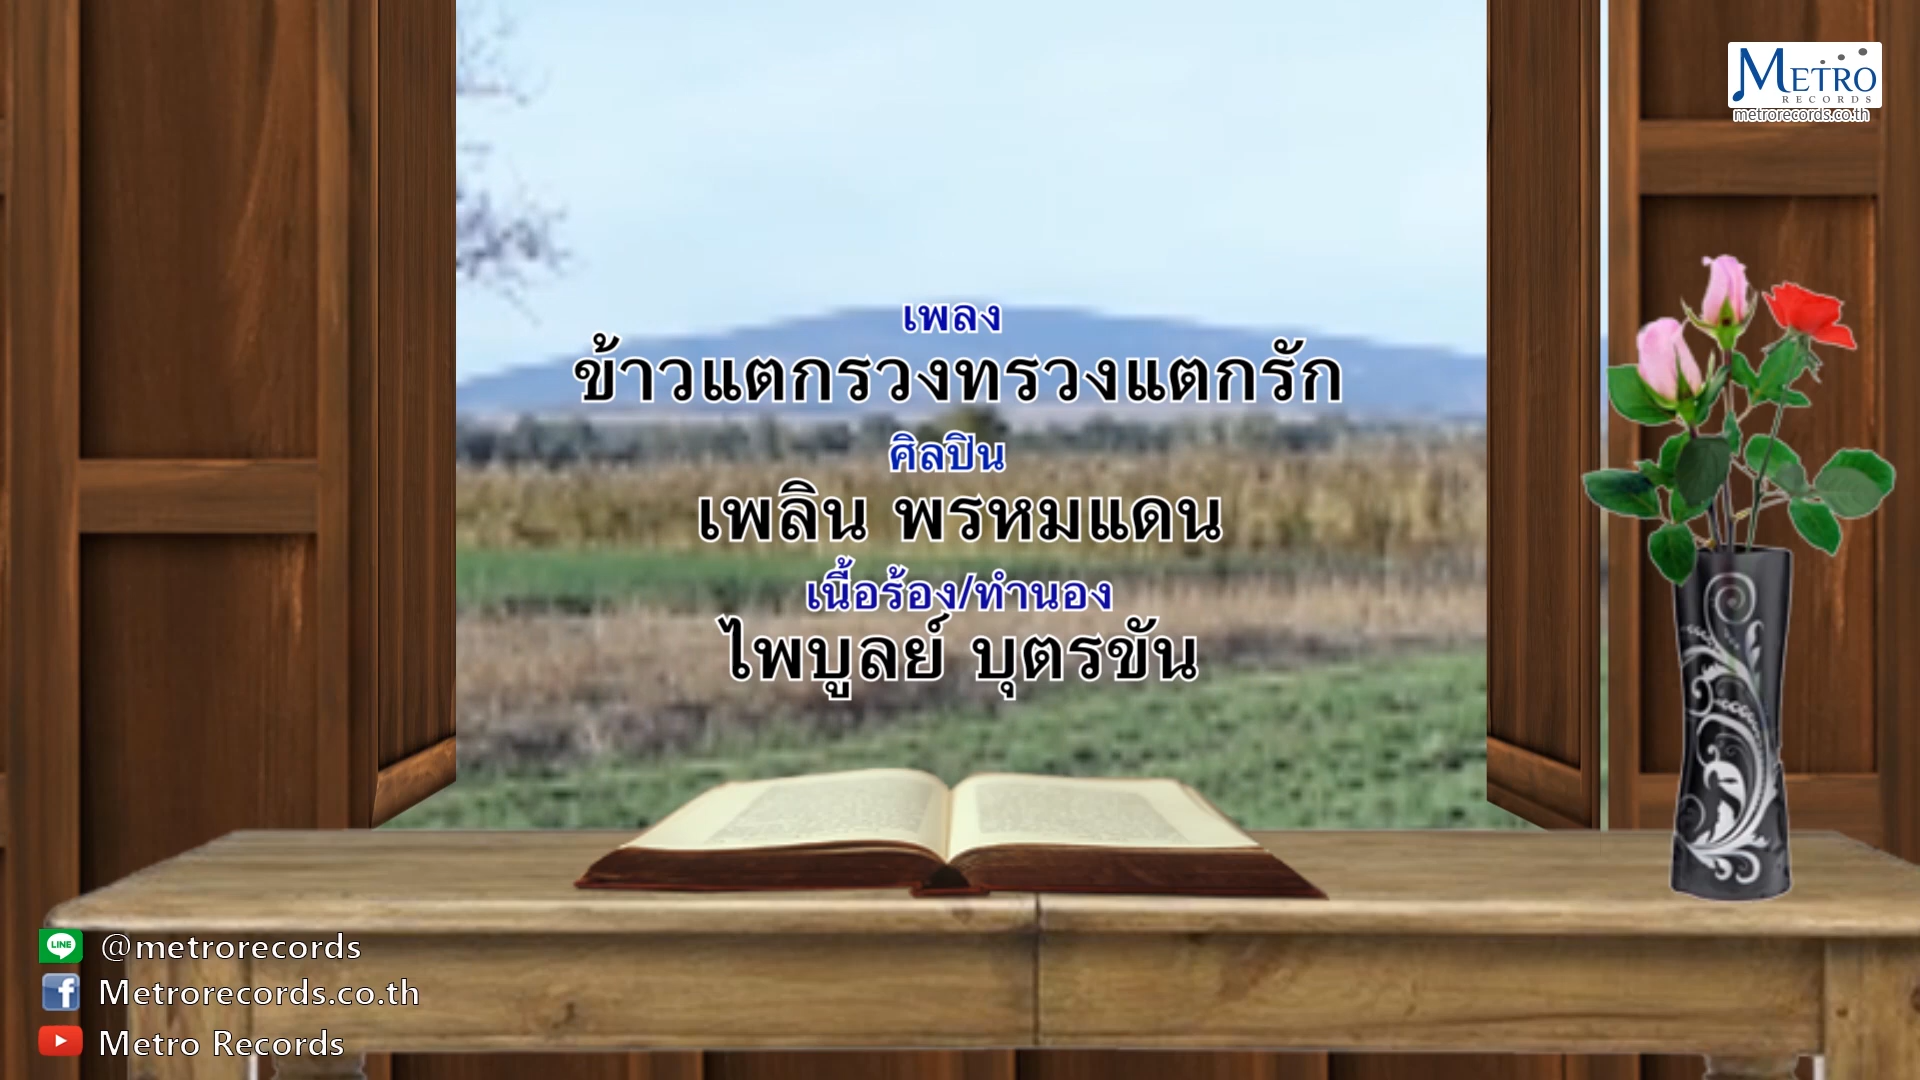 METRO
RECORDS
metrorecords.co.th
เพลง
ข้าวแตกรวงทรวงแตกรัก
ศิลปิน
เพลิน พรหมแดน
เนื้อร้อง/ทำนอง
ไพบูลย์ บุตรขัน
LINE @metrorecords
f Metrorecords.co.th
Metro Records